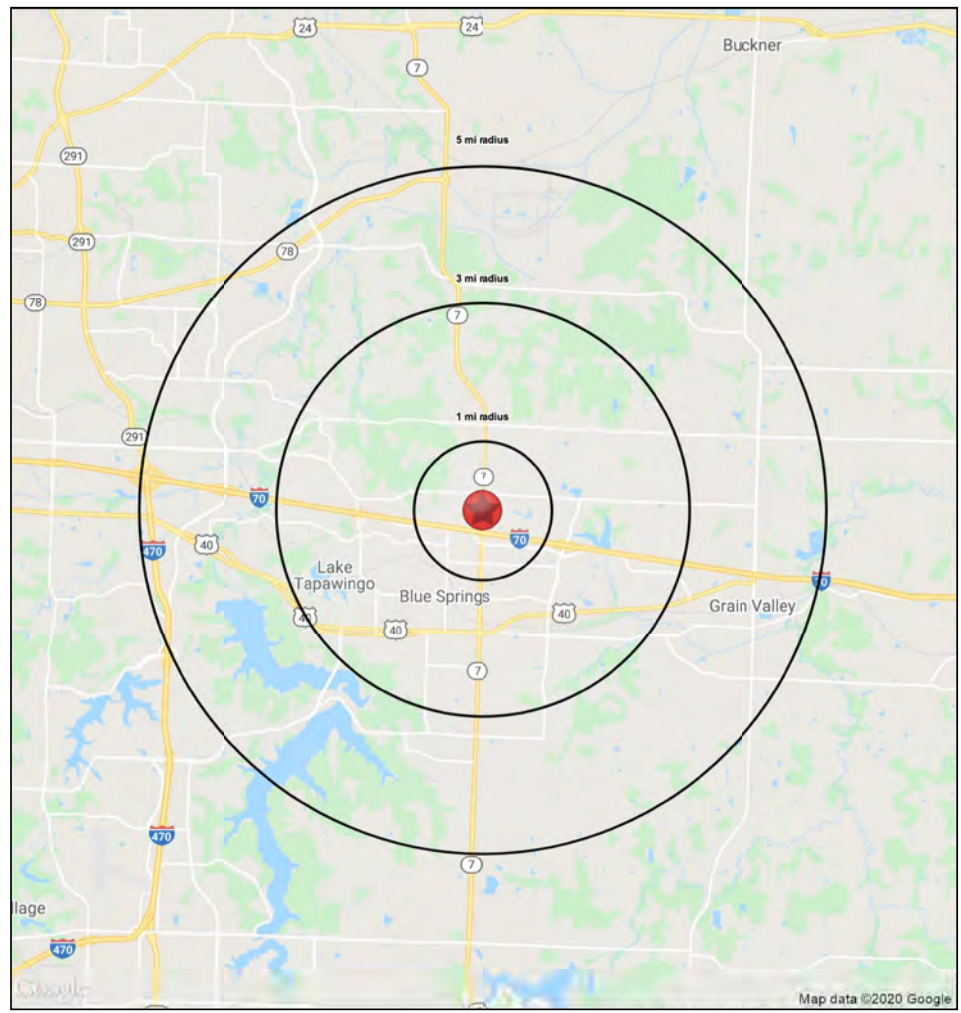 24
24
Buckner
7
5 mi radius
291
291
78
3 mi radius
78
7
1 mi radius
291
7
70
70
40
470
Lake
Tapawingo
70
Blue Springs
Grain Valley
40
40
40
7
470
7
llage
470
Google
Map data ©2020 Google